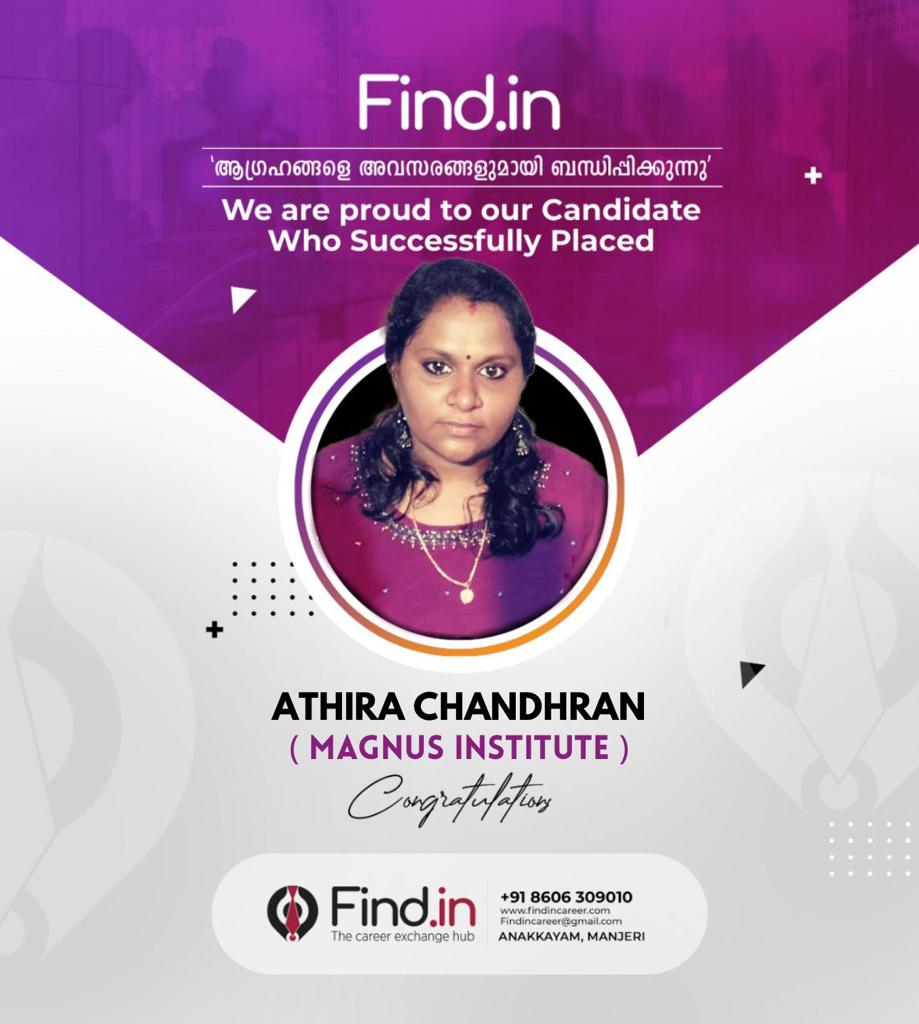 Find.in
'ആഗ്രഹങ്ങളെ അവസരങ്ങളുമായി ബന്ധിപ്പിക്കുന്നു'
We are proud to our Candidate
Who Successfully Placed
ATHIRA CHANDHRAN
( MAGNUS INSTITUTE )
Congratulations
Find.in
The career exchange hub
+91 8606 309010
www.findincareer.com
Findincareer@gmail.com
ANAKKAYAM, MANJERI